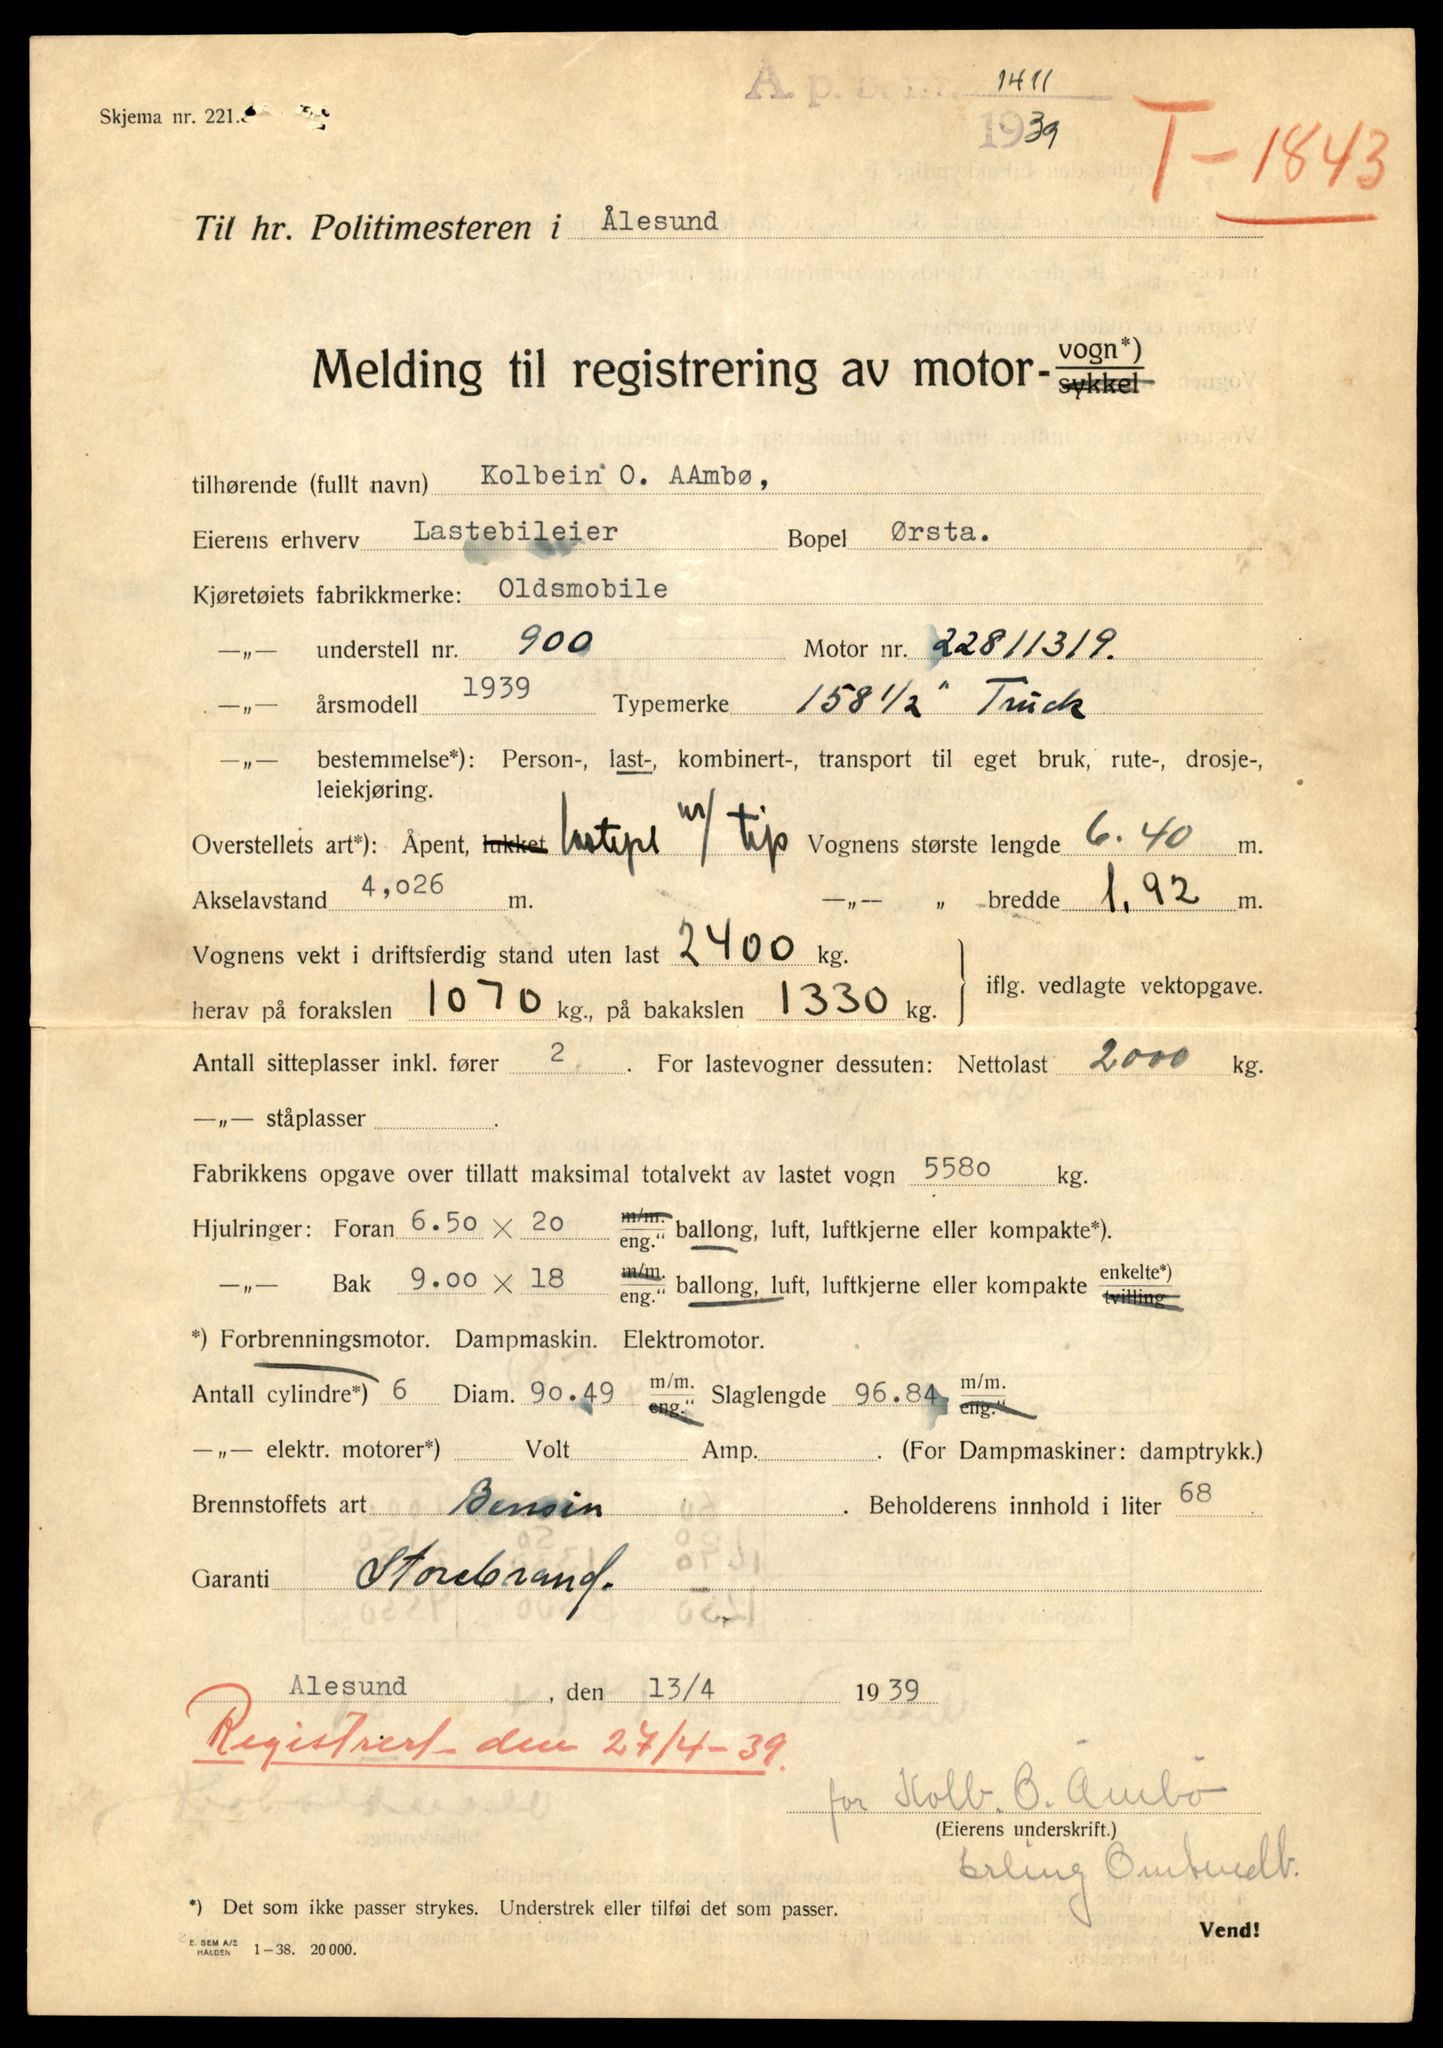 A. p. b. nr. 1411
1939
Skjema nr. 221.
T-1843
Til hr. Politimesteren i Ålesund
Melding til registrering av motor- vogn*)
sykkel
tilhørende (fullt navn) Kolbein O. AAmbø,
Eierens erhverv Lastebileier Bopel Ørsta.
Kjøretøiets fabrikkmerke: Oldsmobile
—„— understell nr. 900 Motor nr. 22811319.
—„— årsmodell 1939 Typemerke 158 1/2" Truck
—„— bestemmelse*): Person-, last-, kombinert-, transport til eget bruk, rute-, drosje-,
leiekjøring.
Overstellets art*): Åpent, lukket lastepl m/ tip Vognens største lengde 6.40 m.
Akselavstand 4,026 m. —„— „ bredde 1,92 m.
Vognens vekt i driftsferdig stand uten last 2400 kg.
herav på forakslen 1070 kg., på bakakslen 1330 kg. iflg. vedlagte vektopgave.
Antall sitteplasser inkl. fører 2 . For lastevogner dessuten: Nettolast 2000 kg.
—„— ståplasser .
Fabrikkens opgave over tillatt maksimal totalvekt av lastet vogn 5580 kg.
Hjulringer: Foran 6.50 × 20 m/m. eng.“ ballong, luft, luftkjerne eller kompakte*).
—„— Bak 9.00 × 18 m/m. eng.“ ballong, luft, luftkjerne eller kompakte enkelte*) tvilling
*) Forbrenningsmotor. Dampmaskin. Elektromotor.
Antall cylindre*) 6 Diam. 90.49 m/m. eng.“ Slaglengde 96.84 m/m. eng.“
—„— elektr. motorer*) Volt Amp. . (For Dampmaskiner: damptrykk.)
Brennstoffets art Bensin . Beholderens innhold i liter 68
Garanti Storebrand.
Alesund , den 13/4 1939
Registrert den 27/4-39.
for Kolb. O. Åmbö
(Eierens underskrift.)
Erling
*) Det som ikke passer strykes. Understrek eller tilføi det som passer.
Vend!
E. SEM A/S
HALDEN 1-38. 20 000.